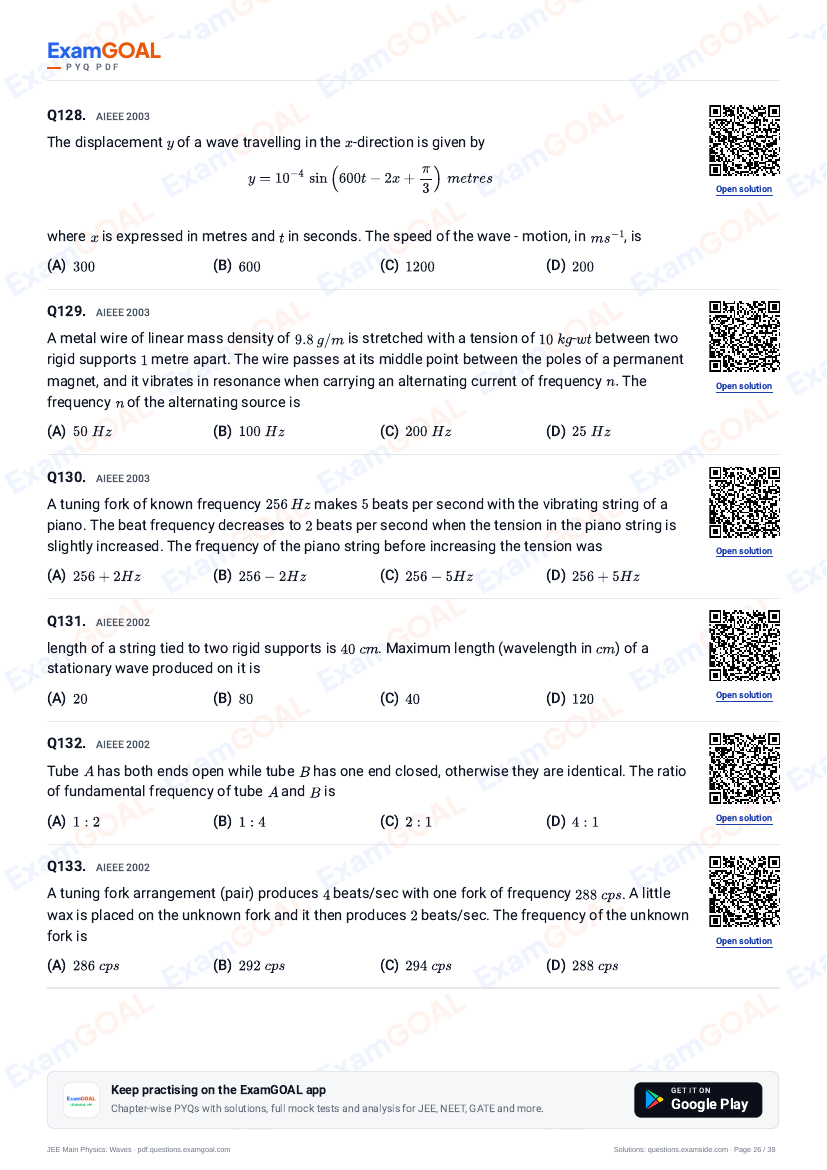 ExamGOAL
PYQ PDF
Q128. AIEEE 2003
The displacement y of a wave travelling in the x-direction is given by
y = 10⁻⁴ sin (600t − 2x + π/3) metres
where x is expressed in metres and t in seconds. The speed of the wave - motion, in ms⁻¹, is
(A) 300 (B) 600 (C) 1200 (D) 200
Open solution
Q129. AIEEE 2003
A metal wire of linear mass density of 9.8 g/m is stretched with a tension of 10 kg-wt between two
rigid supports 1 metre apart. The wire passes at its middle point between the poles of a permanent
magnet, and it vibrates in resonance when carrying an alternating current of frequency n. The
frequency n of the alternating source is
(A) 50 Hz (B) 100 Hz (C) 200 Hz (D) 25 Hz
Open solution
Q130. AIEEE 2003
A tuning fork of known frequency 256 Hz makes 5 beats per second with the vibrating string of a
piano. The beat frequency decreases to 2 beats per second when the tension in the piano string is
slightly increased. The frequency of the piano string before increasing the tension was
(A) 256 + 2Hz (B) 256 − 2Hz (C) 256 − 5Hz (D) 256 + 5Hz
Open solution
Q131. AIEEE 2002
length of a string tied to two rigid supports is 40 cm. Maximum length (wavelength in cm) of a
stationary wave produced on it is
(A) 20 (B) 80 (C) 40 (D) 120
Open solution
Q132. AIEEE 2002
Tube A has both ends open while tube B has one end closed, otherwise they are identical. The ratio
of fundamental frequency of tube A and B is
(A) 1 : 2 (B) 1 : 4 (C) 2 : 1 (D) 4 : 1
Open solution
Q133. AIEEE 2002
A tuning fork arrangement (pair) produces 4 beats/sec with one fork of frequency 288 cps. A little
wax is placed on the unknown fork and it then produces 2 beats/sec. The frequency of the unknown
fork is
(A) 286 cps (B) 292 cps (C) 294 cps (D) 288 cps
Open solution
ExamGOAL
Keep practising on the ExamGOAL app
Chapter-wise PYQs with solutions, full mock tests and analysis for JEE, NEET, GATE and more.
GET IT ON
Google Play
JEE Main Physics: Waves · pdf.questions.examgoal.com
Solutions: questions.examside.com · Page 26 / 38